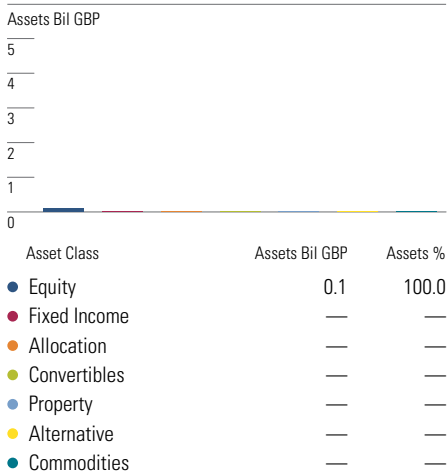 Assets Bil GBP
5
4
3
2
1
0
Asset Class Assets Bil GBP Assets %
Equity 0.1 100.0
Fixed Income — —
Allocation — —
Convertibles — —
Property — —
Alternative — —
Commodities — —